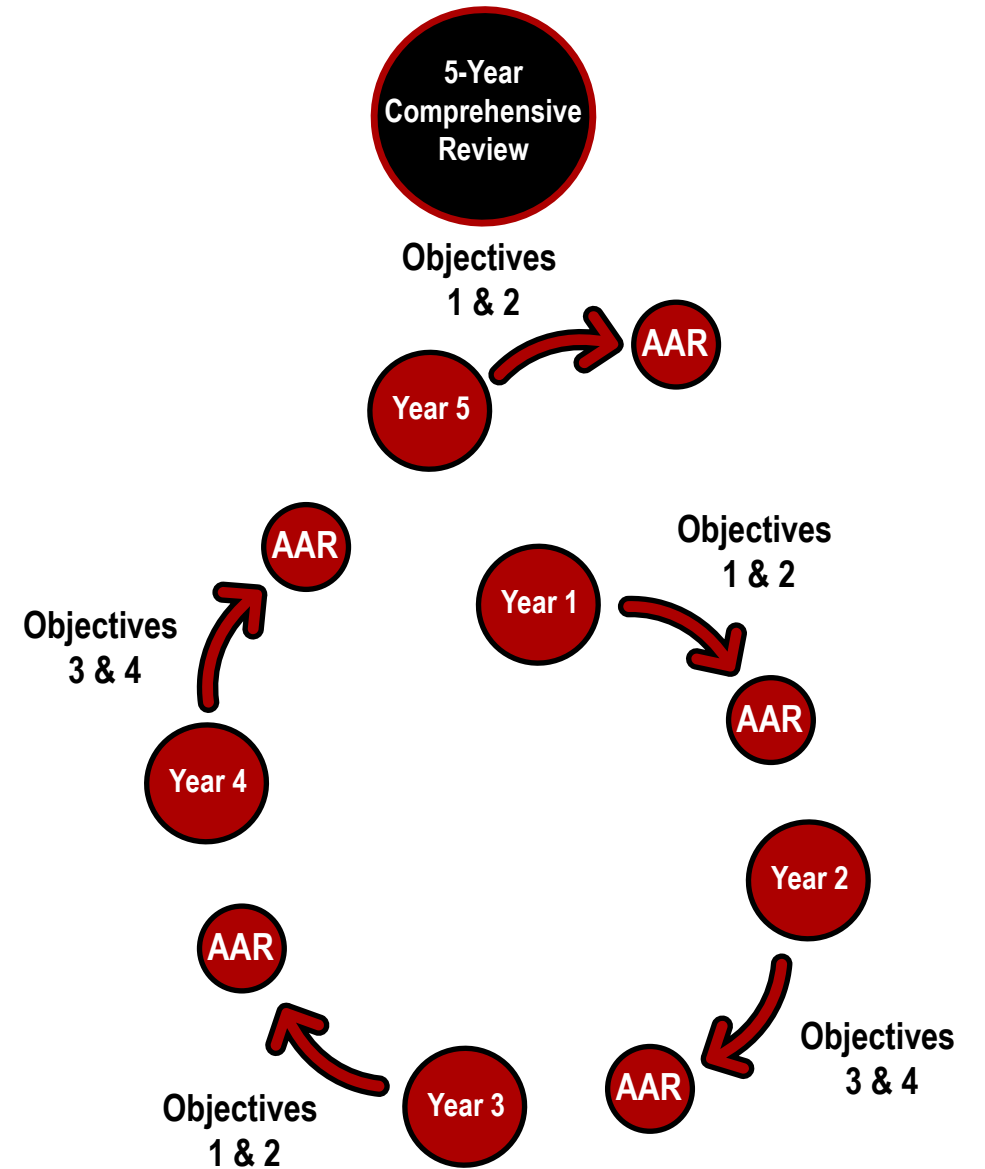 5-Year
Comprehensive
Review
Objectives
1 & 2
AAR
Year 5
AAR
Objectives
1 & 2
Year 1
Objectives
3 & 4
AAR
Year 4
Year 2
AAR
Objectives
3 & 4
AAR
Year 3
Objectives
1 & 2